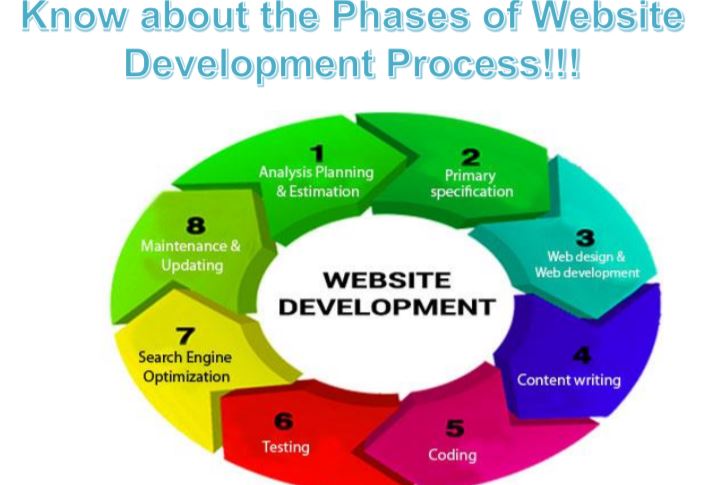 Know about the Phases of Website
Development Process!!!
1
Analysis Planning
& Estimation
2
Primary
specification
3
Web design &
Web development
4
Content writing
5
Coding
6
Testing
7
Search Engine
Optimization
8
Maintenance &
Updating
WEBSITE
DEVELOPMENT